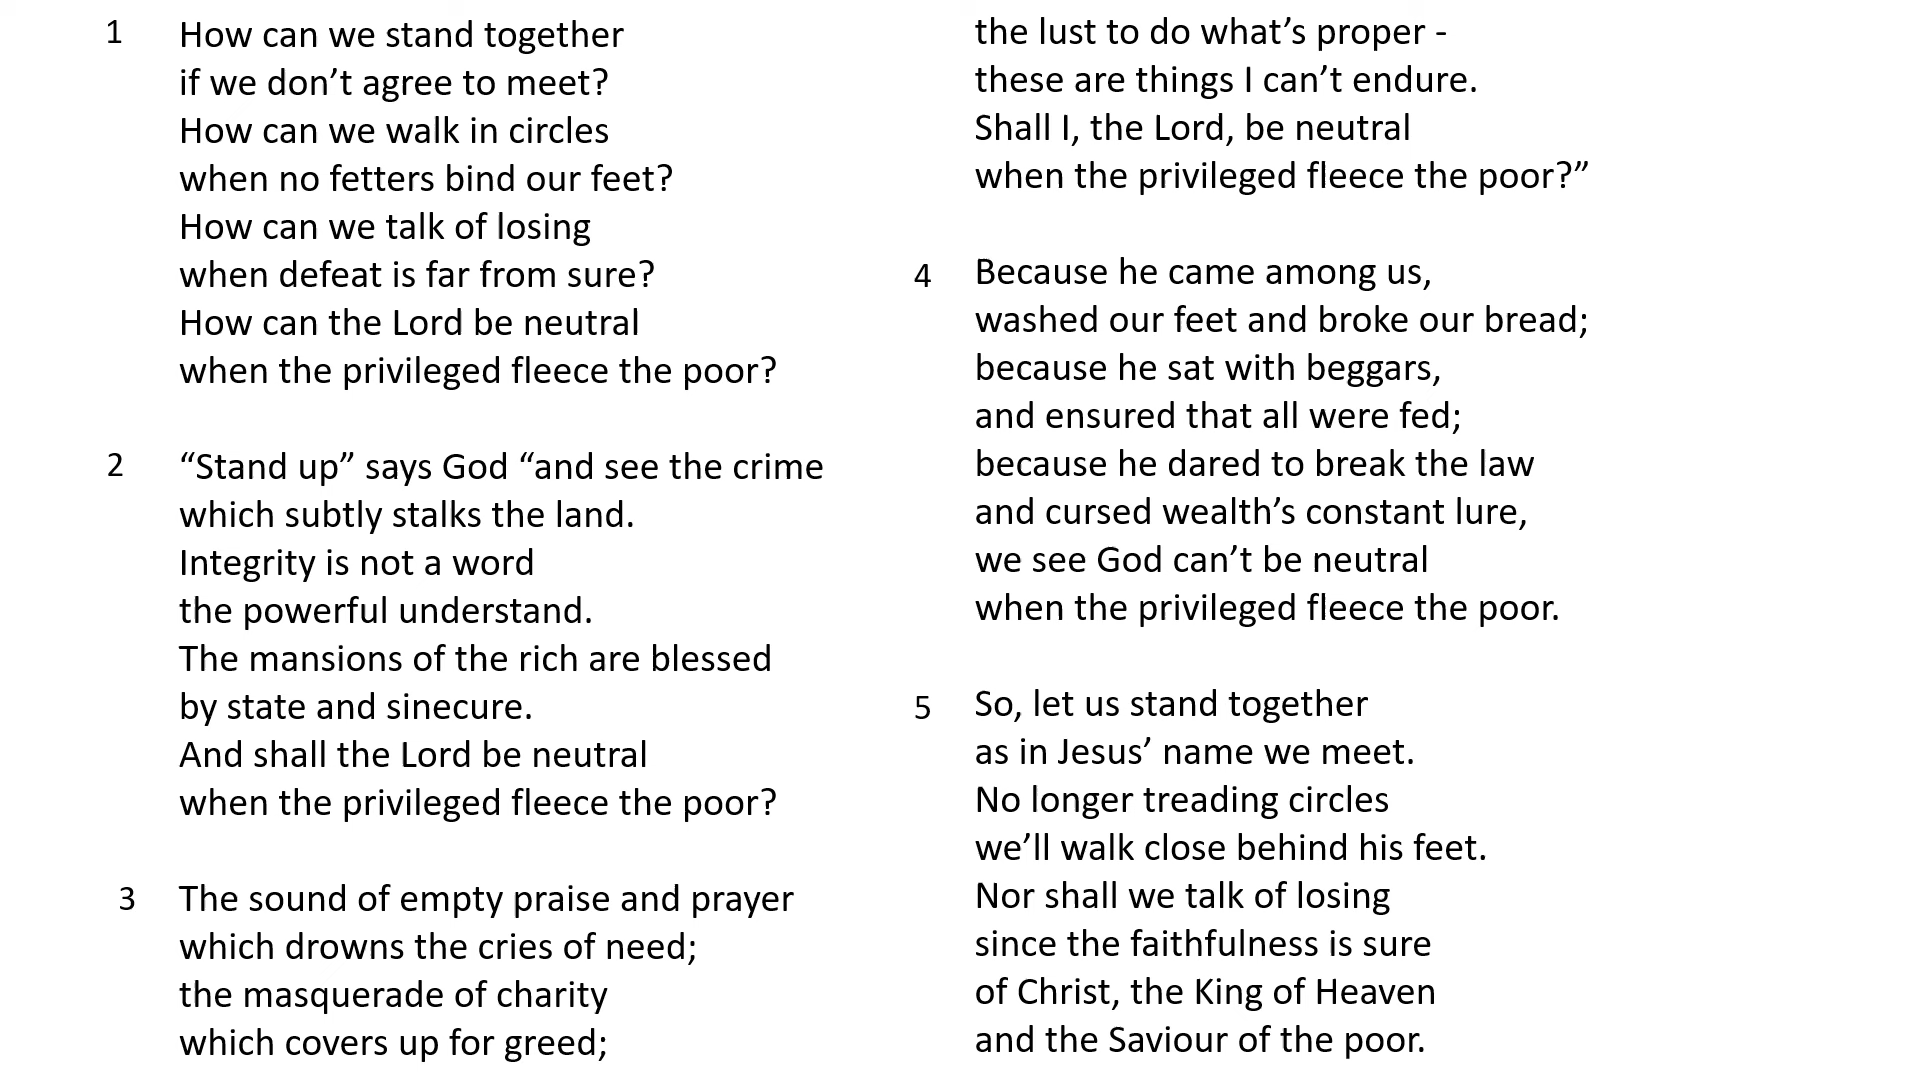 1 How can we stand together
if we don’t agree to meet?
How can we walk in circles
when no fetters bind our feet?
How can we talk of losing
when defeat is far from sure?
How can the Lord be neutral
when the privileged fleece the poor?
2 “Stand up” says God “and see the crime
which subtly stalks the land.
Integrity is not a word
the powerful understand.
The mansions of the rich are blessed
by state and sinecure.
And shall the Lord be neutral
when the privileged fleece the poor?
3 The sound of empty praise and prayer
which drowns the cries of need;
the masquerade of charity
which covers up for greed;
the lust to do what’s proper -
these are things I can’t endure.
Shall I, the Lord, be neutral
when the privileged fleece the poor?”
4 Because he came among us,
washed our feet and broke our bread;
because he sat with beggars,
and ensured that all were fed;
because he dared to break the law
and cursed wealth’s constant lure,
we see God can’t be neutral
when the privileged fleece the poor.
5 So, let us stand together
as in Jesus’ name we meet.
No longer treading circles
we’ll walk close behind his feet.
Nor shall we talk of losing
since the faithfulness is sure
of Christ, the King of Heaven
and the Saviour of the poor.